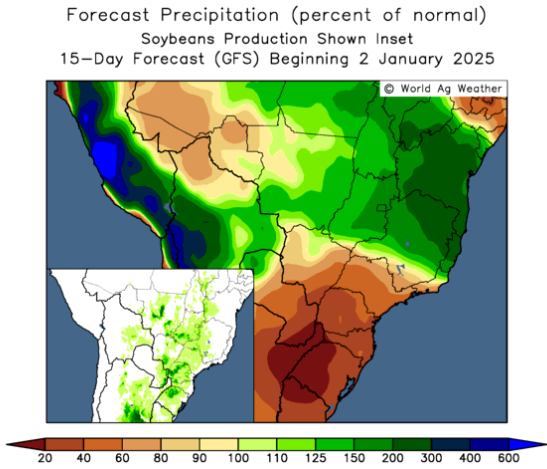 Forecast Precipitation (percent of normal)
Soybeans Production Shown Inset
15-Day Forecast (GFS) Beginning 2 January 2025
© World Ag Weather
20 40 60 80 90 100 110 125 150 200 300 400 600